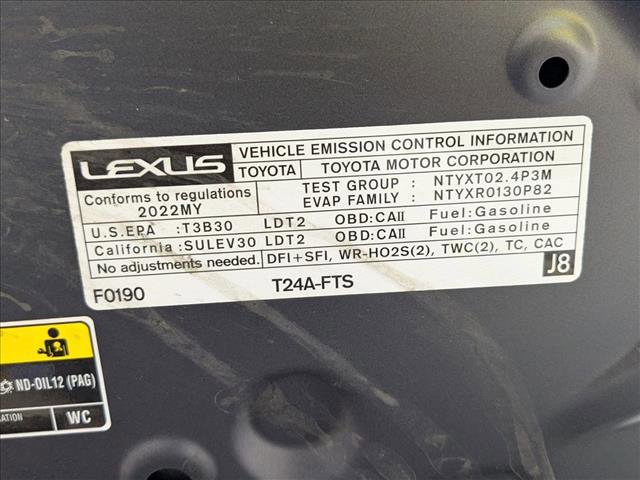 LEXUS
VEHICLE EMISSION CONTROL INFORMATION
TOYOTA
TOYOTA MOTOR CORPORATION
Conforms to regulations
2022MY
TEST GROUP : NTYXT02.4P3M
EVAP FAMILY : NTYXR0130P82
U.S.EPA :T3B30 LDT2 OBD:CAII Fuel:Gasoline
California :SULEV30 LDT2 OBD:CAII Fuel:Gasoline
No adjustments needed.
DFI+SFI, WR-HO2S(2), TWC(2), TC, CAC
J8
F0190
T24A-FTS
ND-OIL12 (PAG)
WC